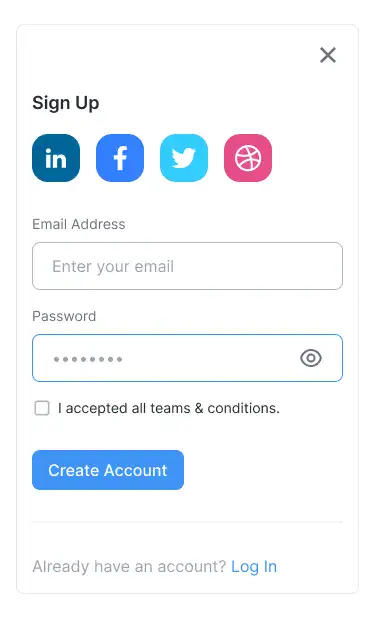 Sign Up
in
Email Address
Enter your email
Password
I accepted all teams & conditions.
Create Account
Already have an account? Log In